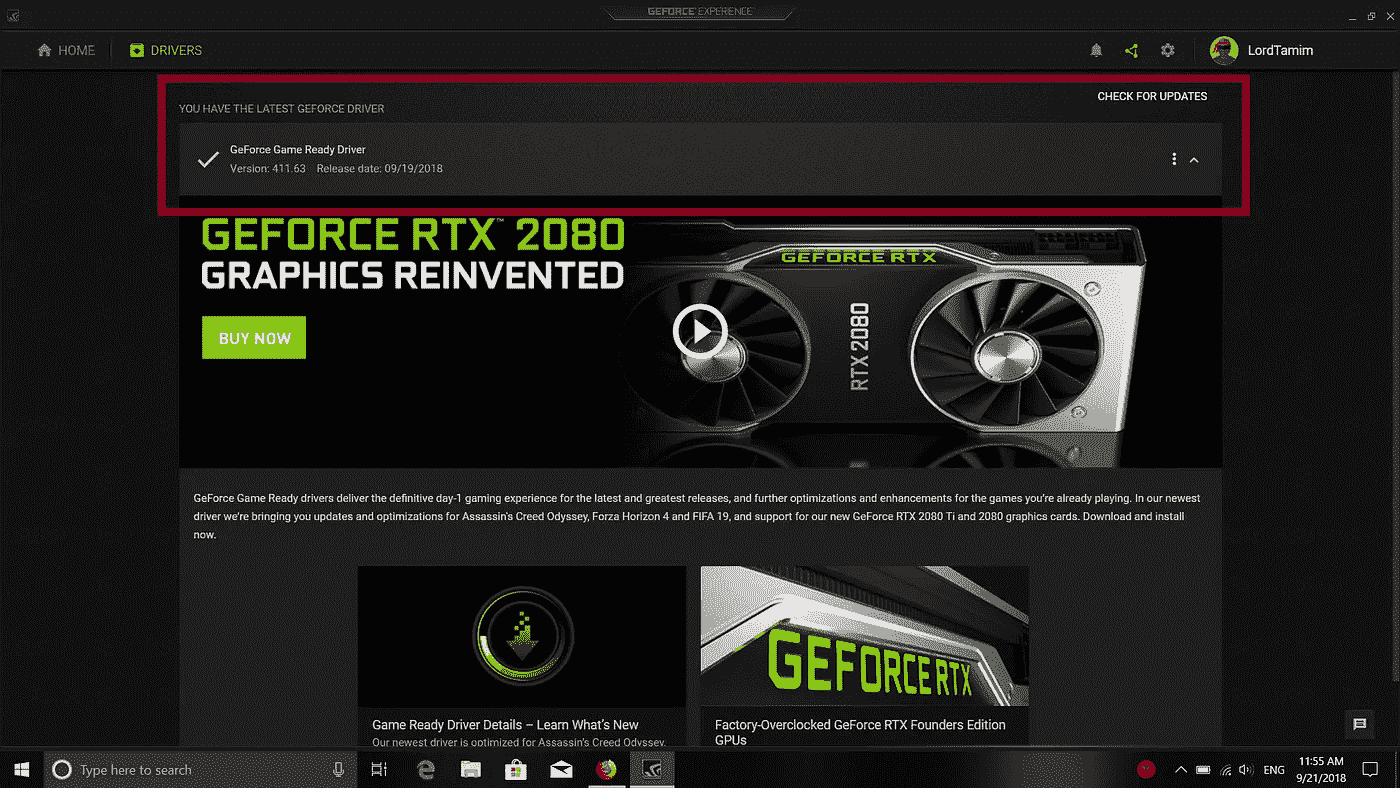 GEFORCE® EXPERIENCE
HOME
DRIVERS
LordTamim
YOU HAVE THE LATEST GEFORCE DRIVER
CHECK FOR UPDATES
GeForce Game Ready Driver
Version: 411.63 Release date: 09/19/2018
GEFORCE RTX™ 2080
GRAPHICS REINVENTED
BUY NOW
GEFORCE RTX
RTX 2080
GeForce Game Ready drivers deliver the definitive day-1 gaming experience for the latest and greatest releases, and further optimizations and enhancements for the games you're already playing. In our newest
driver we're bringing you updates and optimizations for Assassin's Creed Odyssey, Forza Horizon 4 and FIFA 19, and support for our new GeForce RTX 2080 Ti and 2080 graphics cards. Download and install
now.
GEFORCE RTX
Game Ready Driver Details – Learn What's New
Our newest driver is optimized for Assassin's Creed Odyssey,
Factory-Overclocked GeForce RTX Founders Edition
GPUs
Type here to search
ENG
11:55 AM
9/21/2018